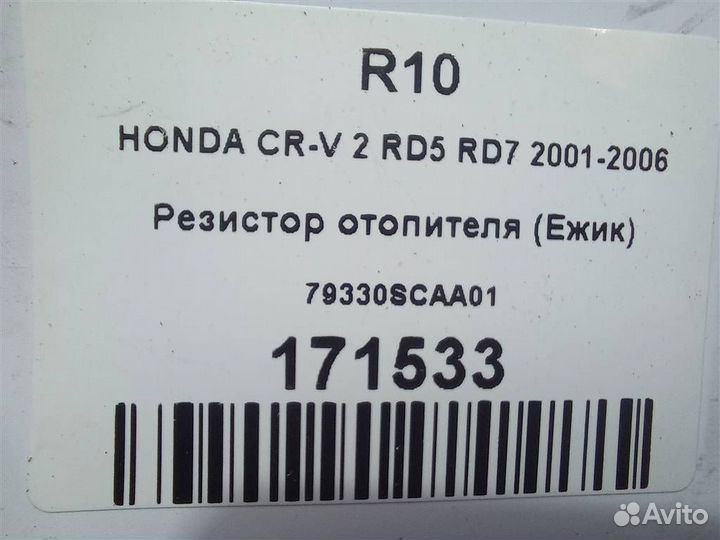 R10
HONDA CR-V 2 RD5 RD7 2001-2006
Резистор отопителя (Ежик)
79330SCAA01
171533
Avito